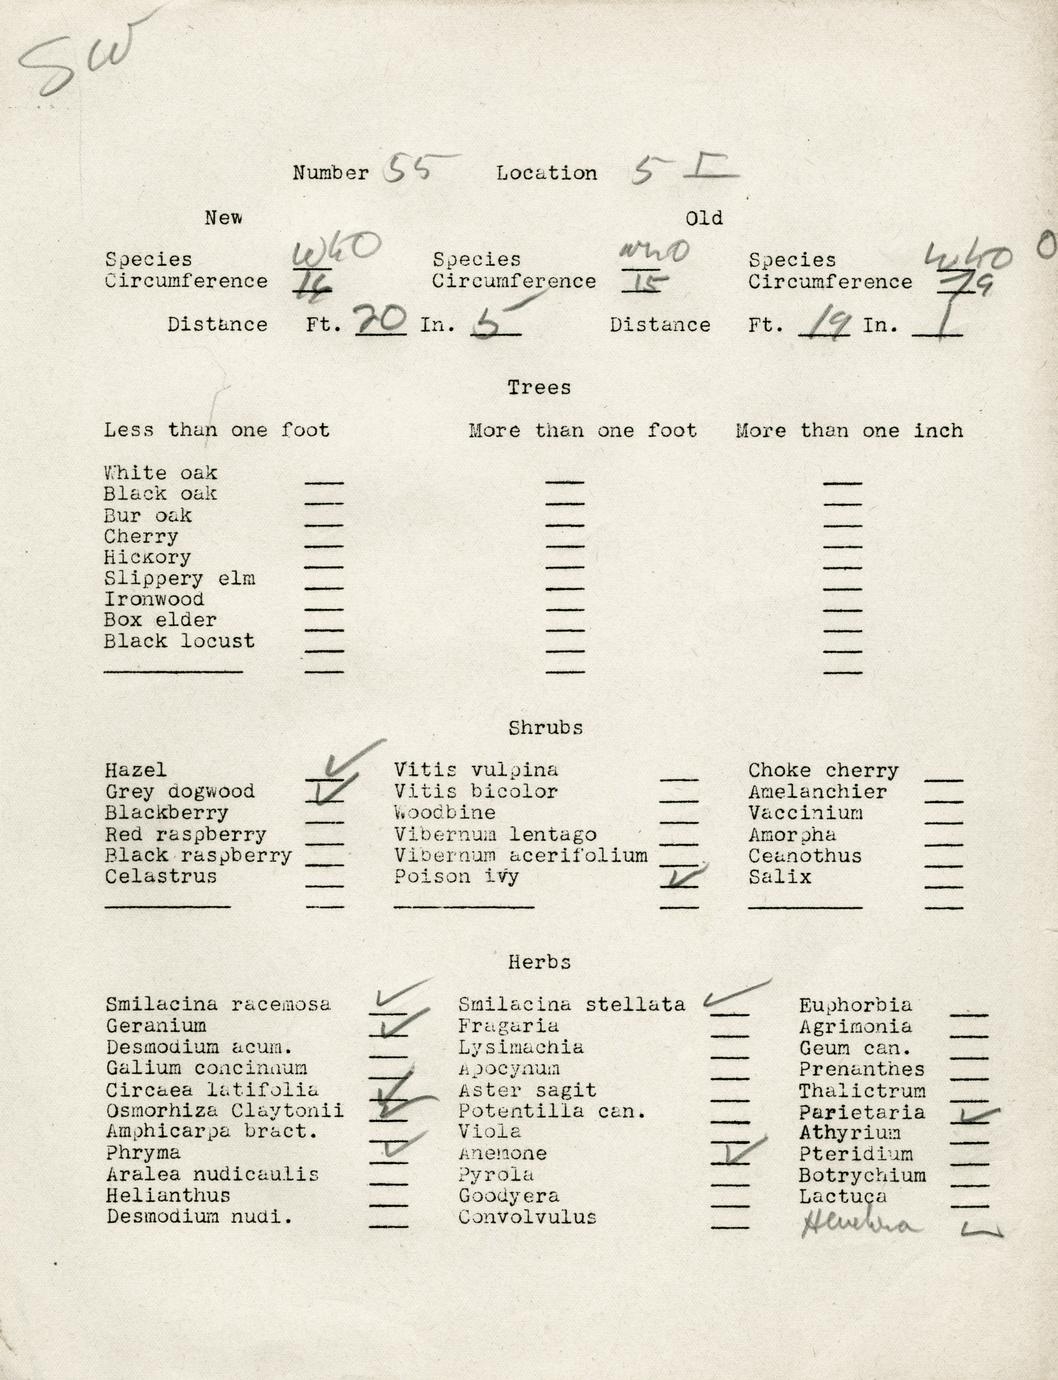 SW
Number 55 Location 5 I
New Old
Species WhO Species WhO Species WhO O
Circumference 14 Circumference 15 Circumference 79
Distance Ft. 20 In. 5 Distance Ft. 19 In. 1
Trees
Less than one foot More than one foot More than one inch
White oak
Black oak
Bur oak
Cherry
Hickory
Slippery elm
Ironwood
Box elder
Black locust
Shrubs
Hazel ✓ Vitis vulpina Choke cherry
Grey dogwood ✓ Vitis bicolor Amelanchier
Blackberry Woodbine Vaccinium
Red raspberry Vibernum lentago Amorpha
Black raspberry Vibernum acerifolium Ceanothus
Celastrus Poison ivy ✓ Salix
Herbs
Smilacina racemosa ✓ Smilacina stellata ✓ Euphorbia
Geranium ✓ Fragaria Agrimonia
Desmodium acum. Lysimachia Geum can.
Galium concinnum Apocynum Prenanthes
Circaea latifolia ✓ Aster sagit Thalictrum
Osmorhiza Claytonii ✓ Potentilla can. Parietaria ✓
Amphicarpa bract. Viola Athyrium
Phryma ✓ Anemone ✓ Pteridium
Aralea nudicaulis Pyrola Botrychium
Helianthus Goodyera Lactuca
Desmodium nudi. Convolvulus ✓